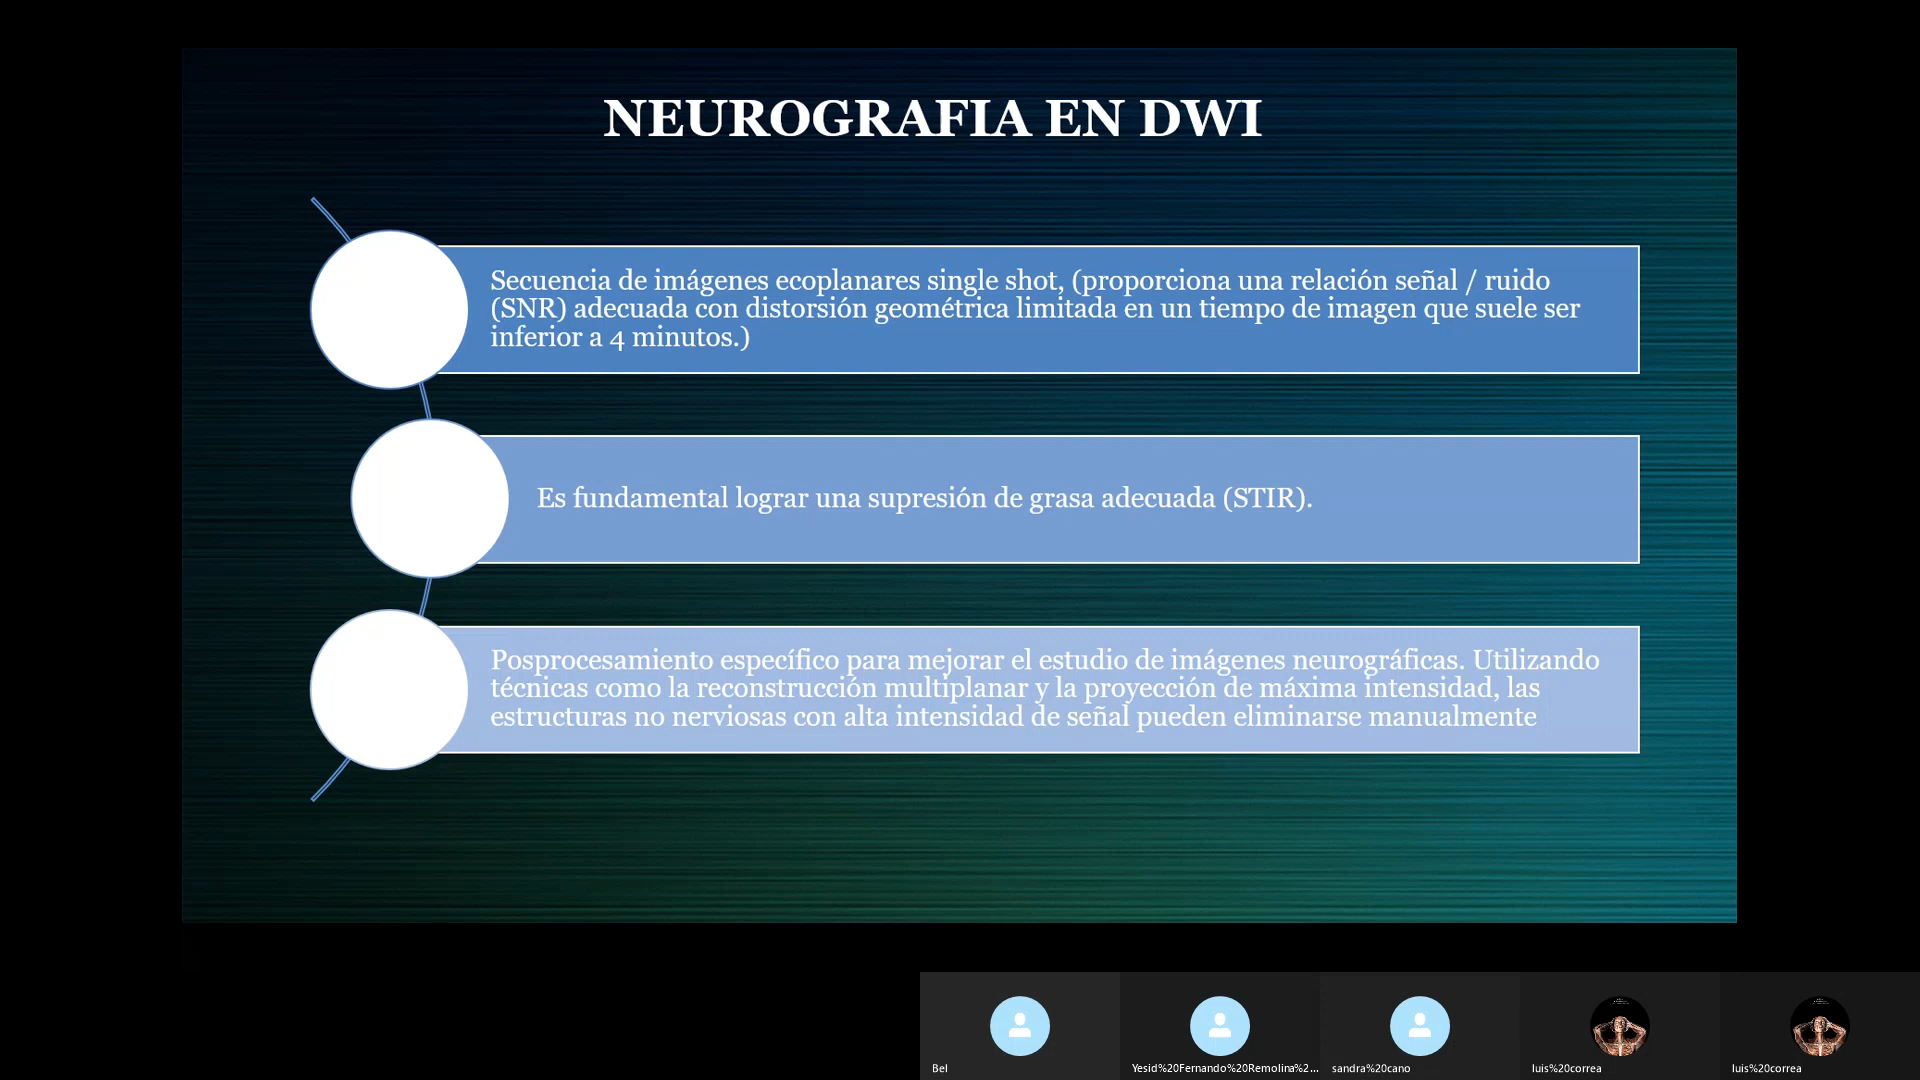 NEUROGRAFIA EN DWI
Secuencia de imágenes ecoplanares single shot, (proporciona una relación señal / ruido
(SNR) adecuada con distorsión geométrica limitada en un tiempo de imagen que suele ser
inferior a 4 minutos.)
Es fundamental lograr una supresión de grasa adecuada (STIR).
Posprocesamiento específico para mejorar el estudio de imágenes neurográficas. Utilizando
técnicas como la reconstrucción multiplanar y la proyección de máxima intensidad, las
estructuras no nerviosas con alta intensidad de señal pueden eliminarse manualmente
Bel
Yesid%20Fernando%20Remolina%2...
sandra%20cano
luis%20correa
luis%20correa